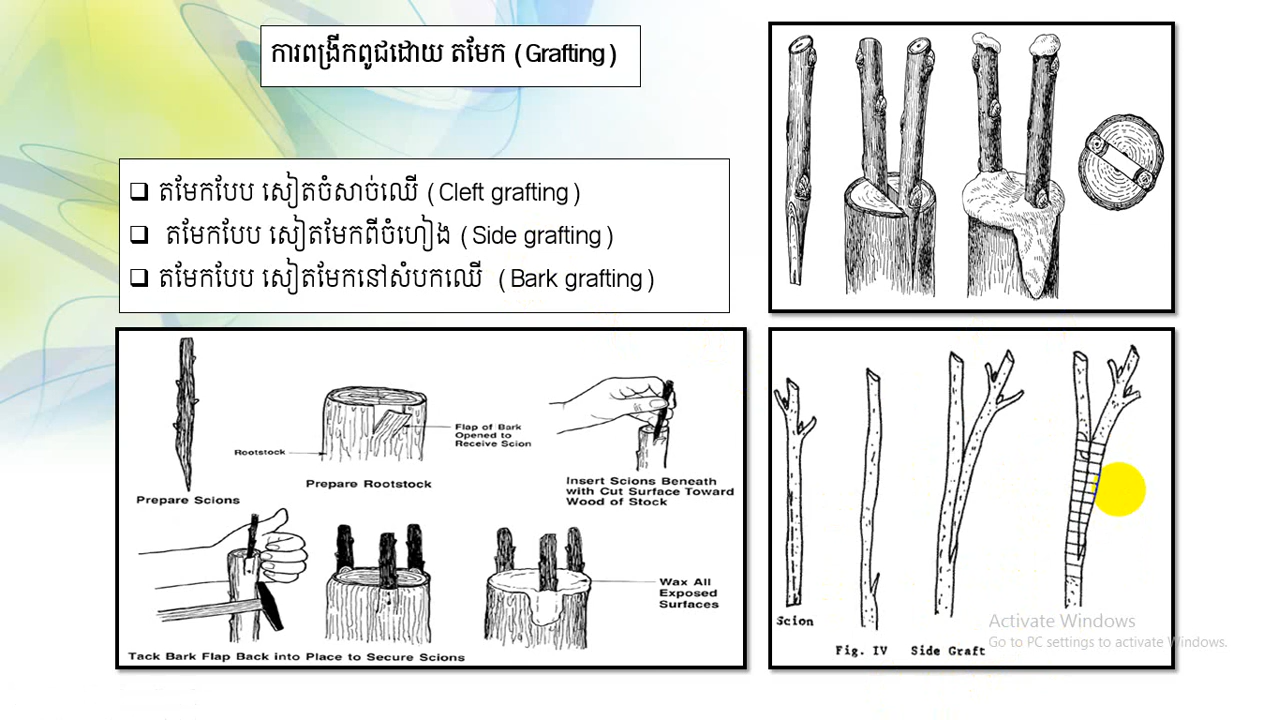 ការពង្រីកពូជដោយ តមែក (Grafting)
❑ តមែកបែប សៀតចំសាច់ឈើ (Cleft grafting)
❑ តមែកបែប សៀតមែកពីចំហៀង (Side grafting)
❑ តមែកបែប សៀតមែកនៅសំបកឈើ (Bark grafting)
Prepare Scions
Rootstock
Flap of Bark
Opened to
Receive Scion
Prepare Rootstock
Insert Scions Beneath
with Cut Surface Toward
Wood of Stock
Tack Bark Flap Back into Place to Secure Scions
Wax All
Exposed
Surfaces
Scion
Fig. IV Side Graft
Activate Windows
Go to PC settings to activate Windows.